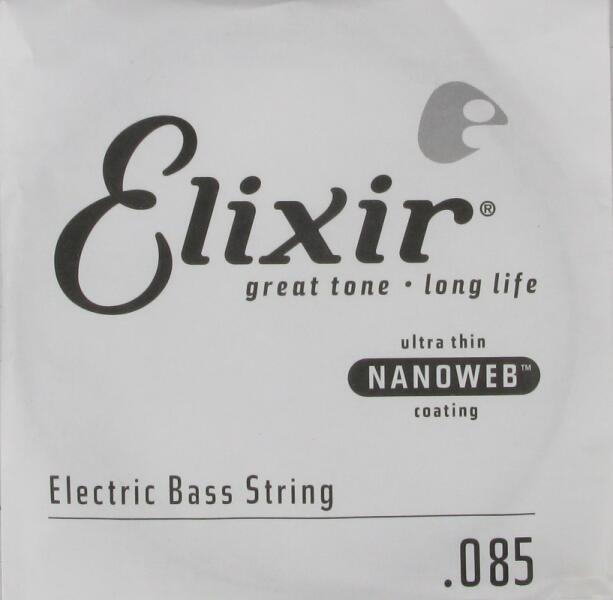 Elixir®
great tone · long life
ultra thin
NANOWEB™
coating
Electric Bass String
.085